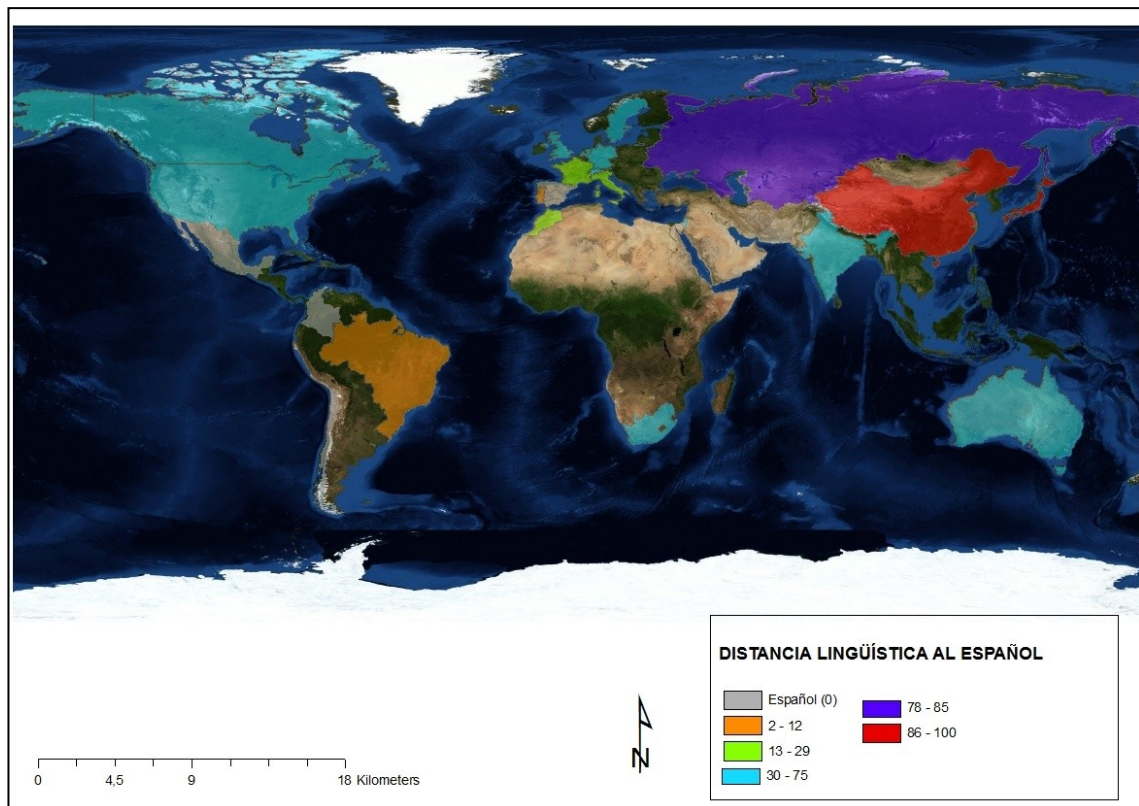 DISTANCIA LINGÜÍSTICA AL ESPAÑOL
Español (0)
2 - 12
13 - 29
30 - 75
78 - 85
86 - 100
N
0 4,5 9 18 Kilometers